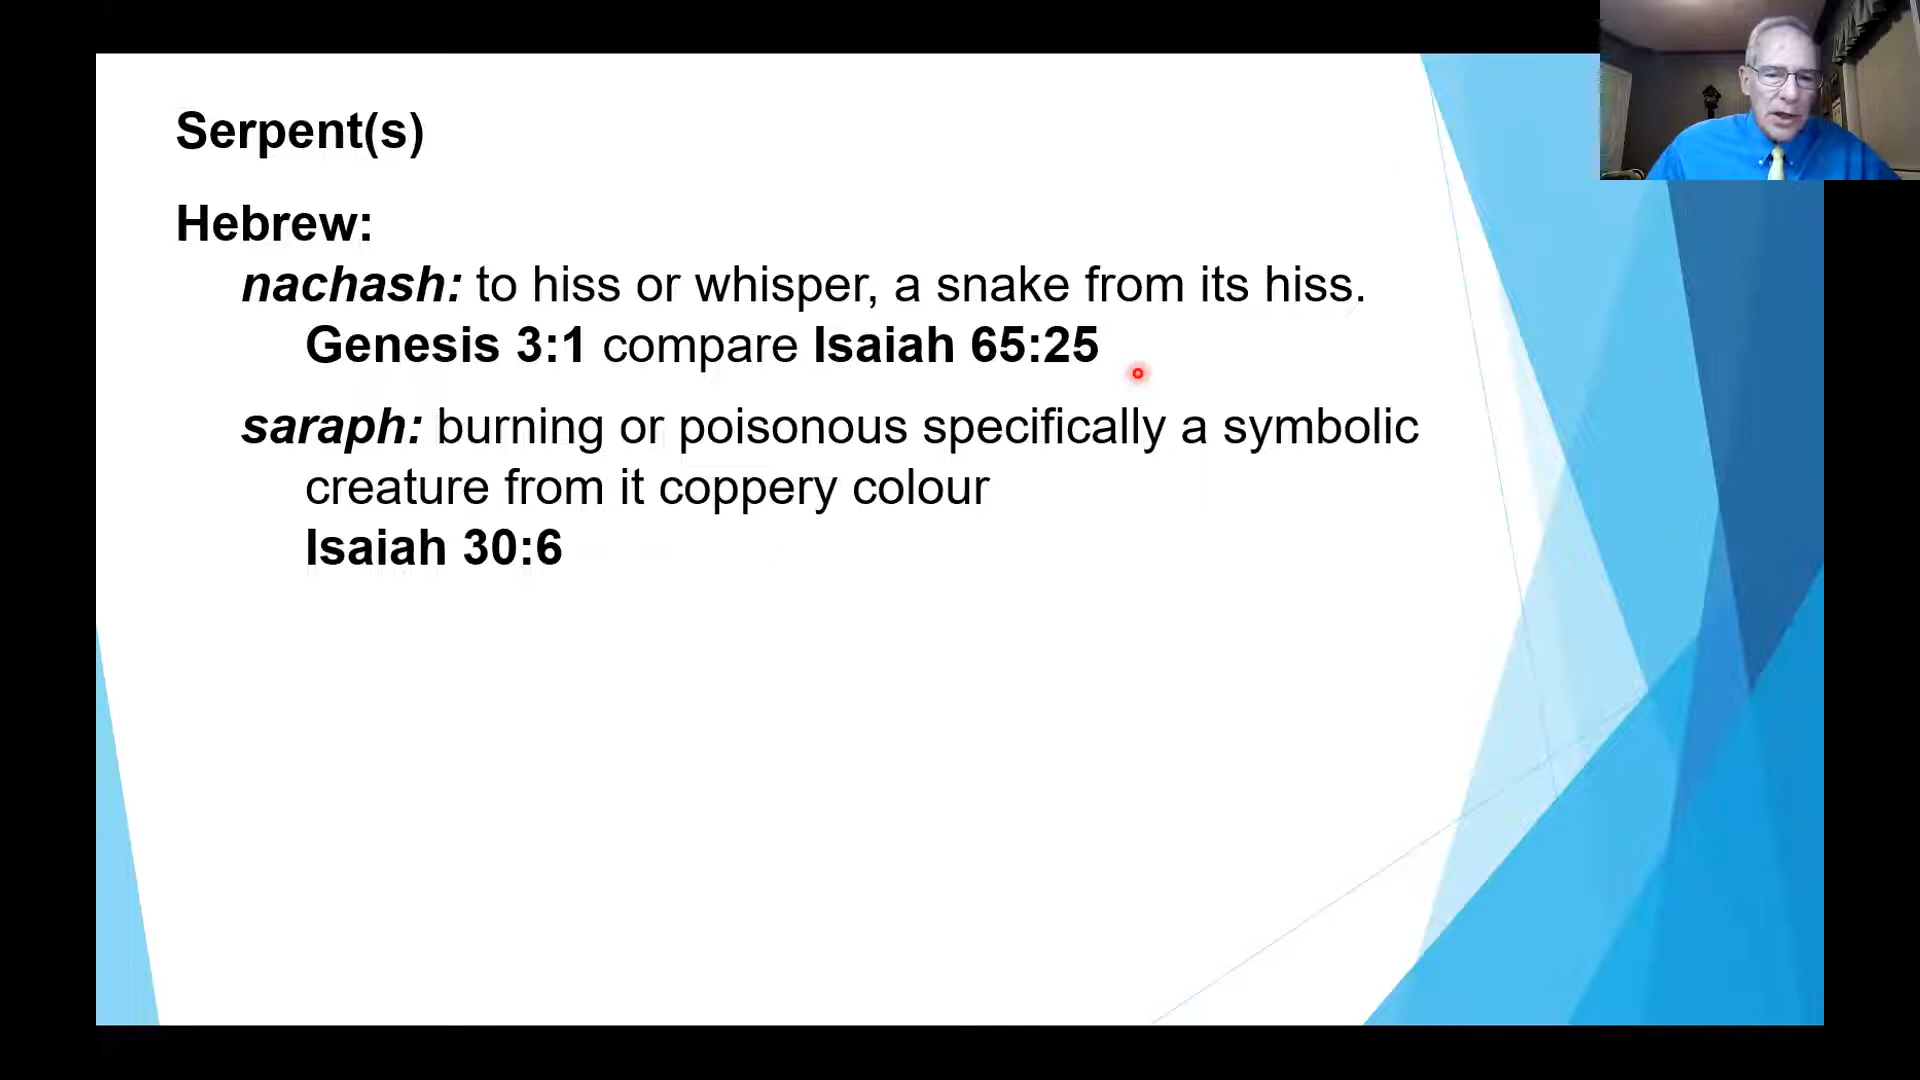 Serpent(s)
Hebrew:
nachash: to hiss or whisper, a snake from its hiss.
Genesis 3:1 compare Isaiah 65:25
saraph: burning or poisonous specifically a symbolic
creature from it coppery colour
Isaiah 30:6